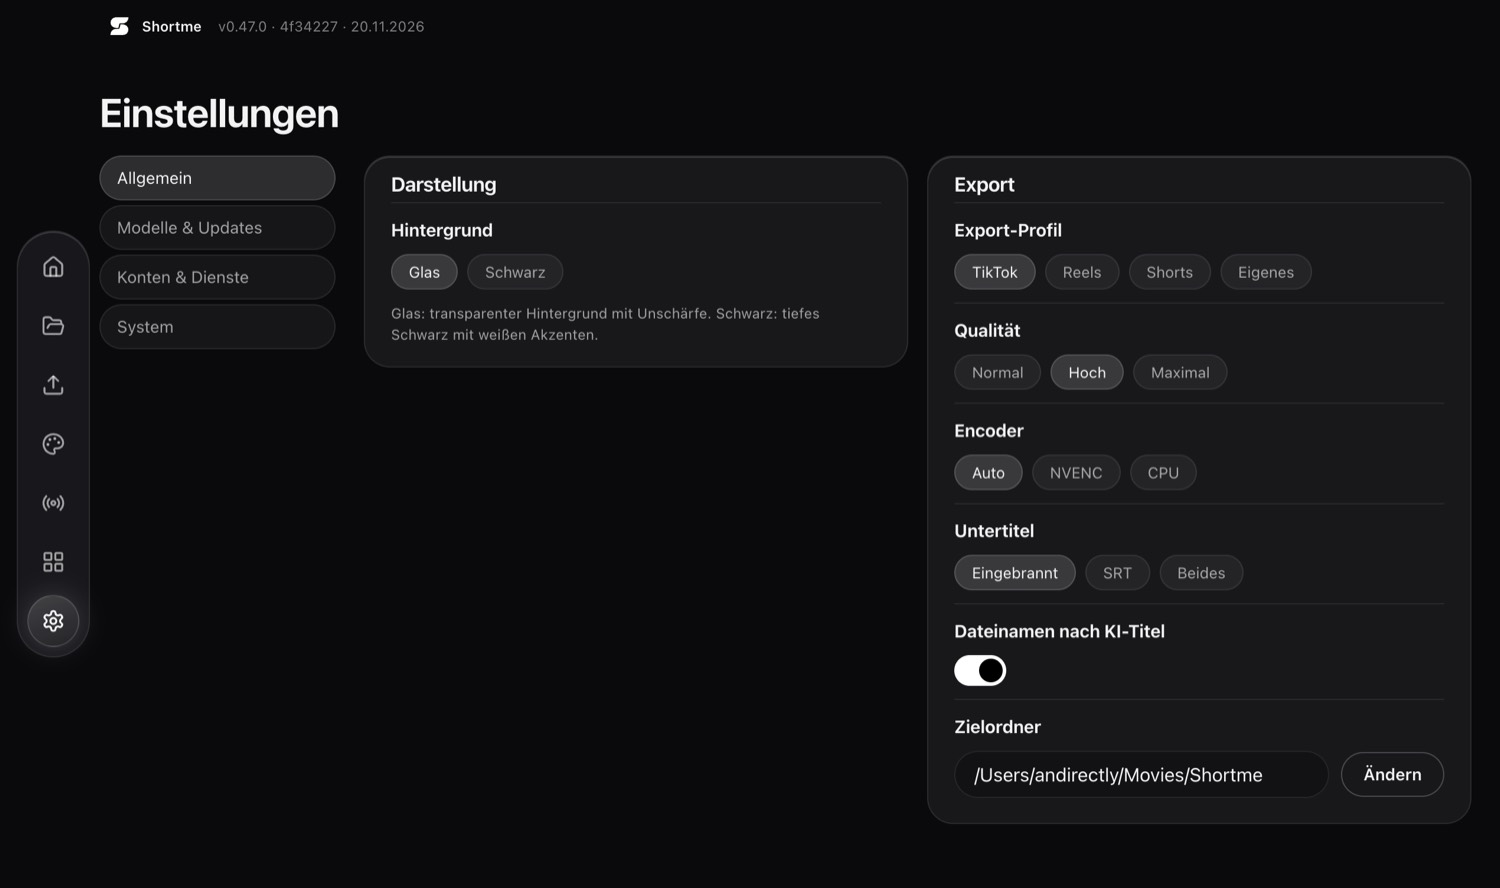 Shortme v0.47.0 · 4f34227 · 20.11.2026
Einstellungen
Allgemein
Modelle & Updates
Konten & Dienste
System
Darstellung
Hintergrund
Glas Schwarz
Glas: transparenter Hintergrund mit Unschärfe. Schwarz: tiefes
Schwarz mit weißen Akzenten.
Export
Export-Profil
TikTok Reels Shorts Eigenes
Qualität
Normal Hoch Maximal
Encoder
Auto NVENC CPU
Untertitel
Eingebrannt SRT Beides
Dateinamen nach KI-Titel
Zielordner
/Users/andirectly/Movies/Shortme Ändern